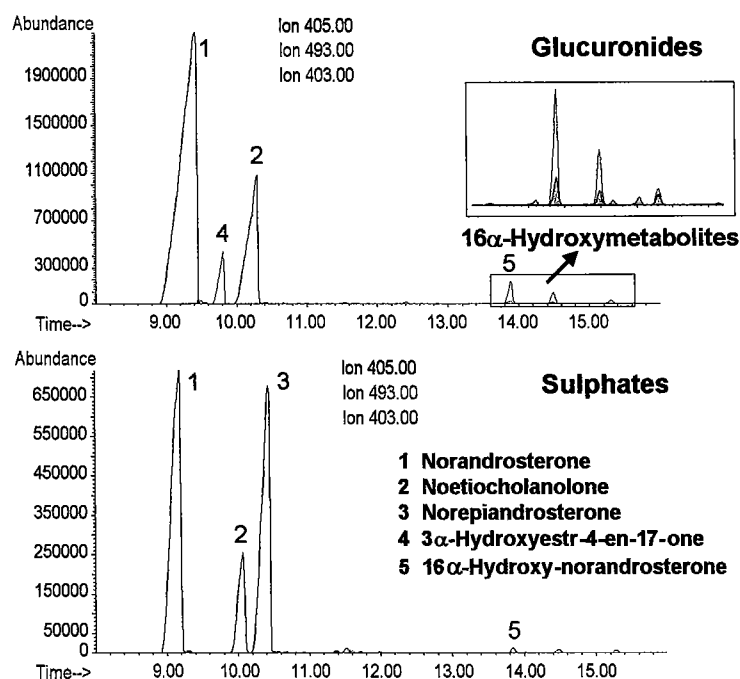 Abundance
Ion 405.00
Ion 493.00
Ion 403.00
Glucuronides
1
2
4
1900000
1500000
1100000
700000
300000
0
16α-Hydroxymetabolites
5
Time-->
9.00 10.00 11.00 12.00 13.00 14.00 15.00
Abundance
Ion 405.00
Ion 493.00
Ion 403.00
Sulphates
1
3
2
650000
550000
450000
350000
250000
150000
50000
0
1 Norandrosterone
2 Noetiocholanolone
3 Norepiandrosterone
4 3α-Hydroxyestr-4-en-17-one
5 16α-Hydroxy-norandrosterone
5
Time-->
9.00 10.00 11.00 12.00 13.00 14.00 15.00